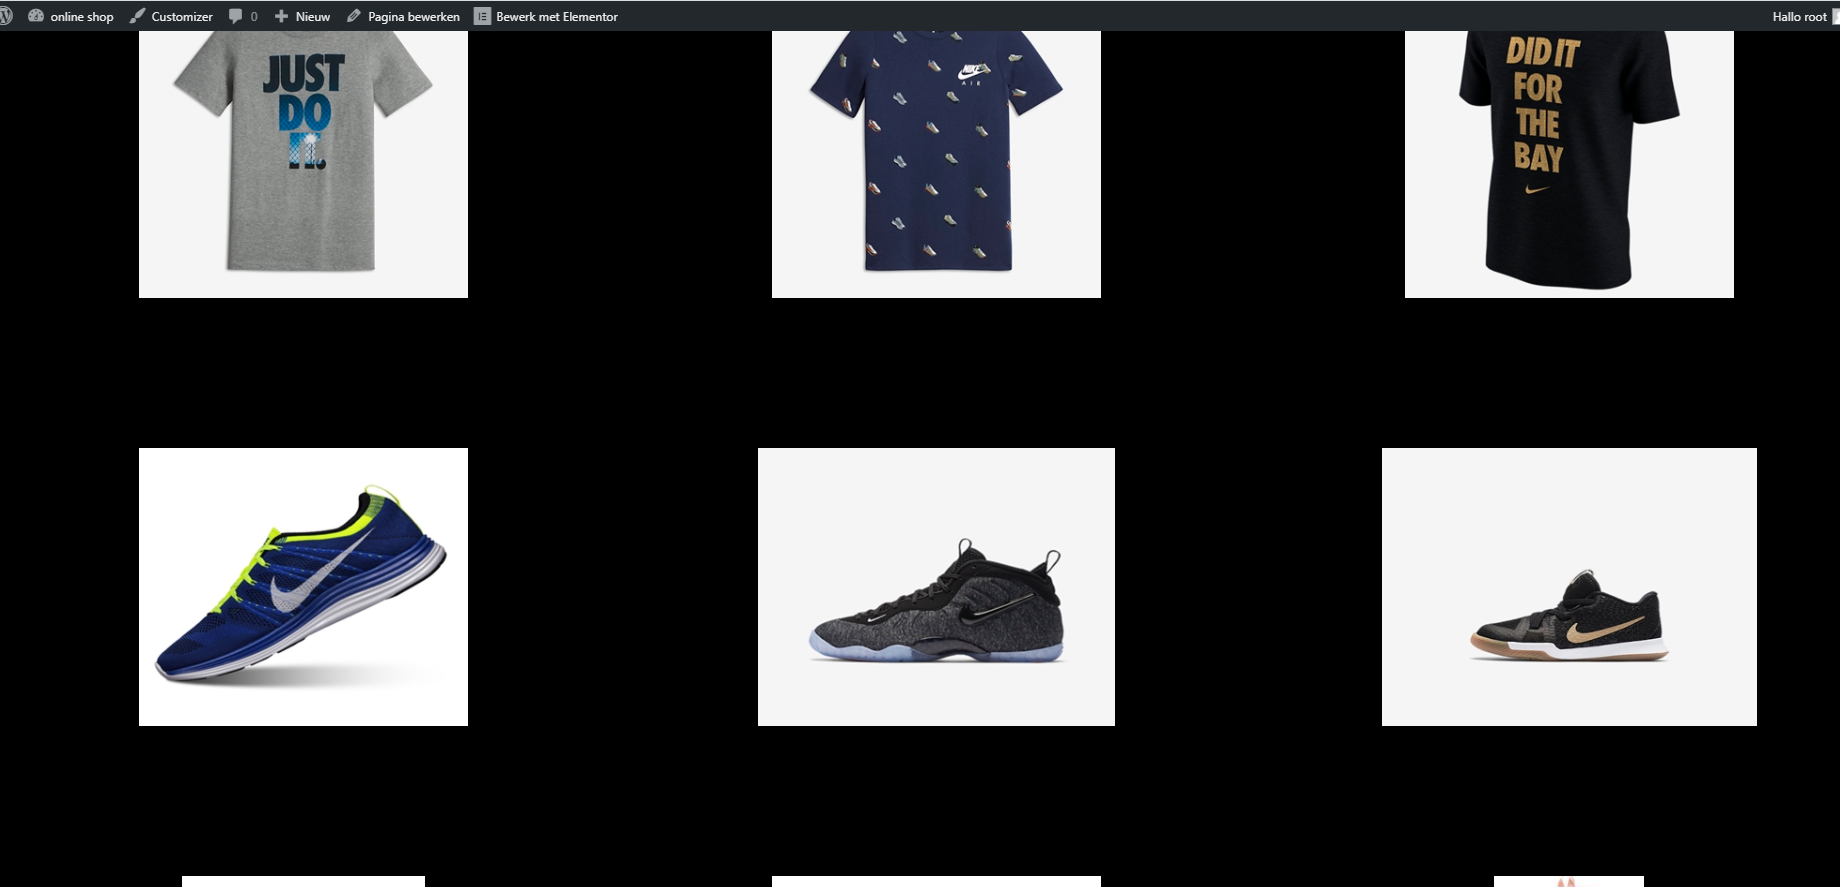 online shop Customizer 0 Nieuw Pagina bewerken Bewerk met Elementor Hallo root
JUST
DO
IT.
NIKE
AIR
DID IT
FOR
THE
BAY